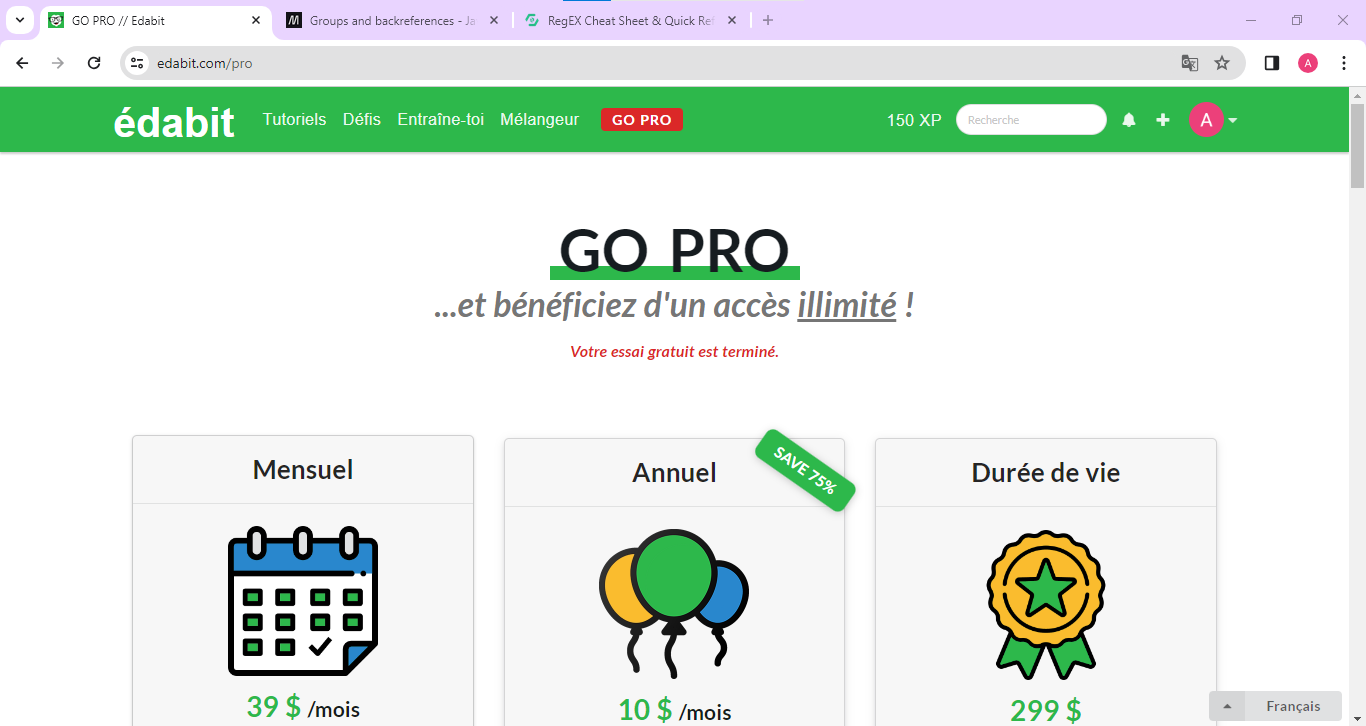 GO PRO // Edabit
Groups and backreferences - Ja
RegEX Cheat Sheet & Quick Ref
edabit.com/pro
A
édabit
Tutoriels Défis Entraîne-toi Mélangeur GO PRO
150 XP Recherche A
GO PRO
...et bénéficiez d'un accès illimité !
Votre essai gratuit est terminé.
Mensuel
39 $ /mois
Annuel
SAVE 75%
10 $ /mois
Durée de vie
299 $
Français